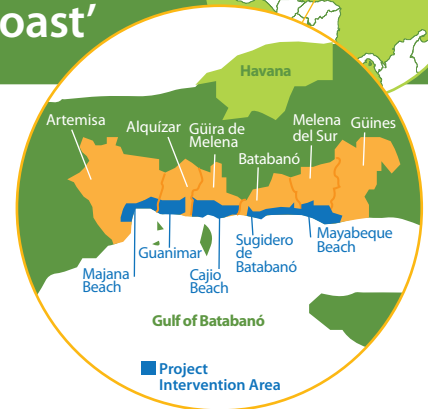 oast’
Havana
Artemisa
Alquízar
Güira de
Melena
Batabanó
Melena
del Sur
Güines
Majana
Beach
Guanimar
Cajio
Beach
Sugidero
de
Batabanó
Mayabeque
Beach
Gulf of Batabanó
Project
Intervention Area